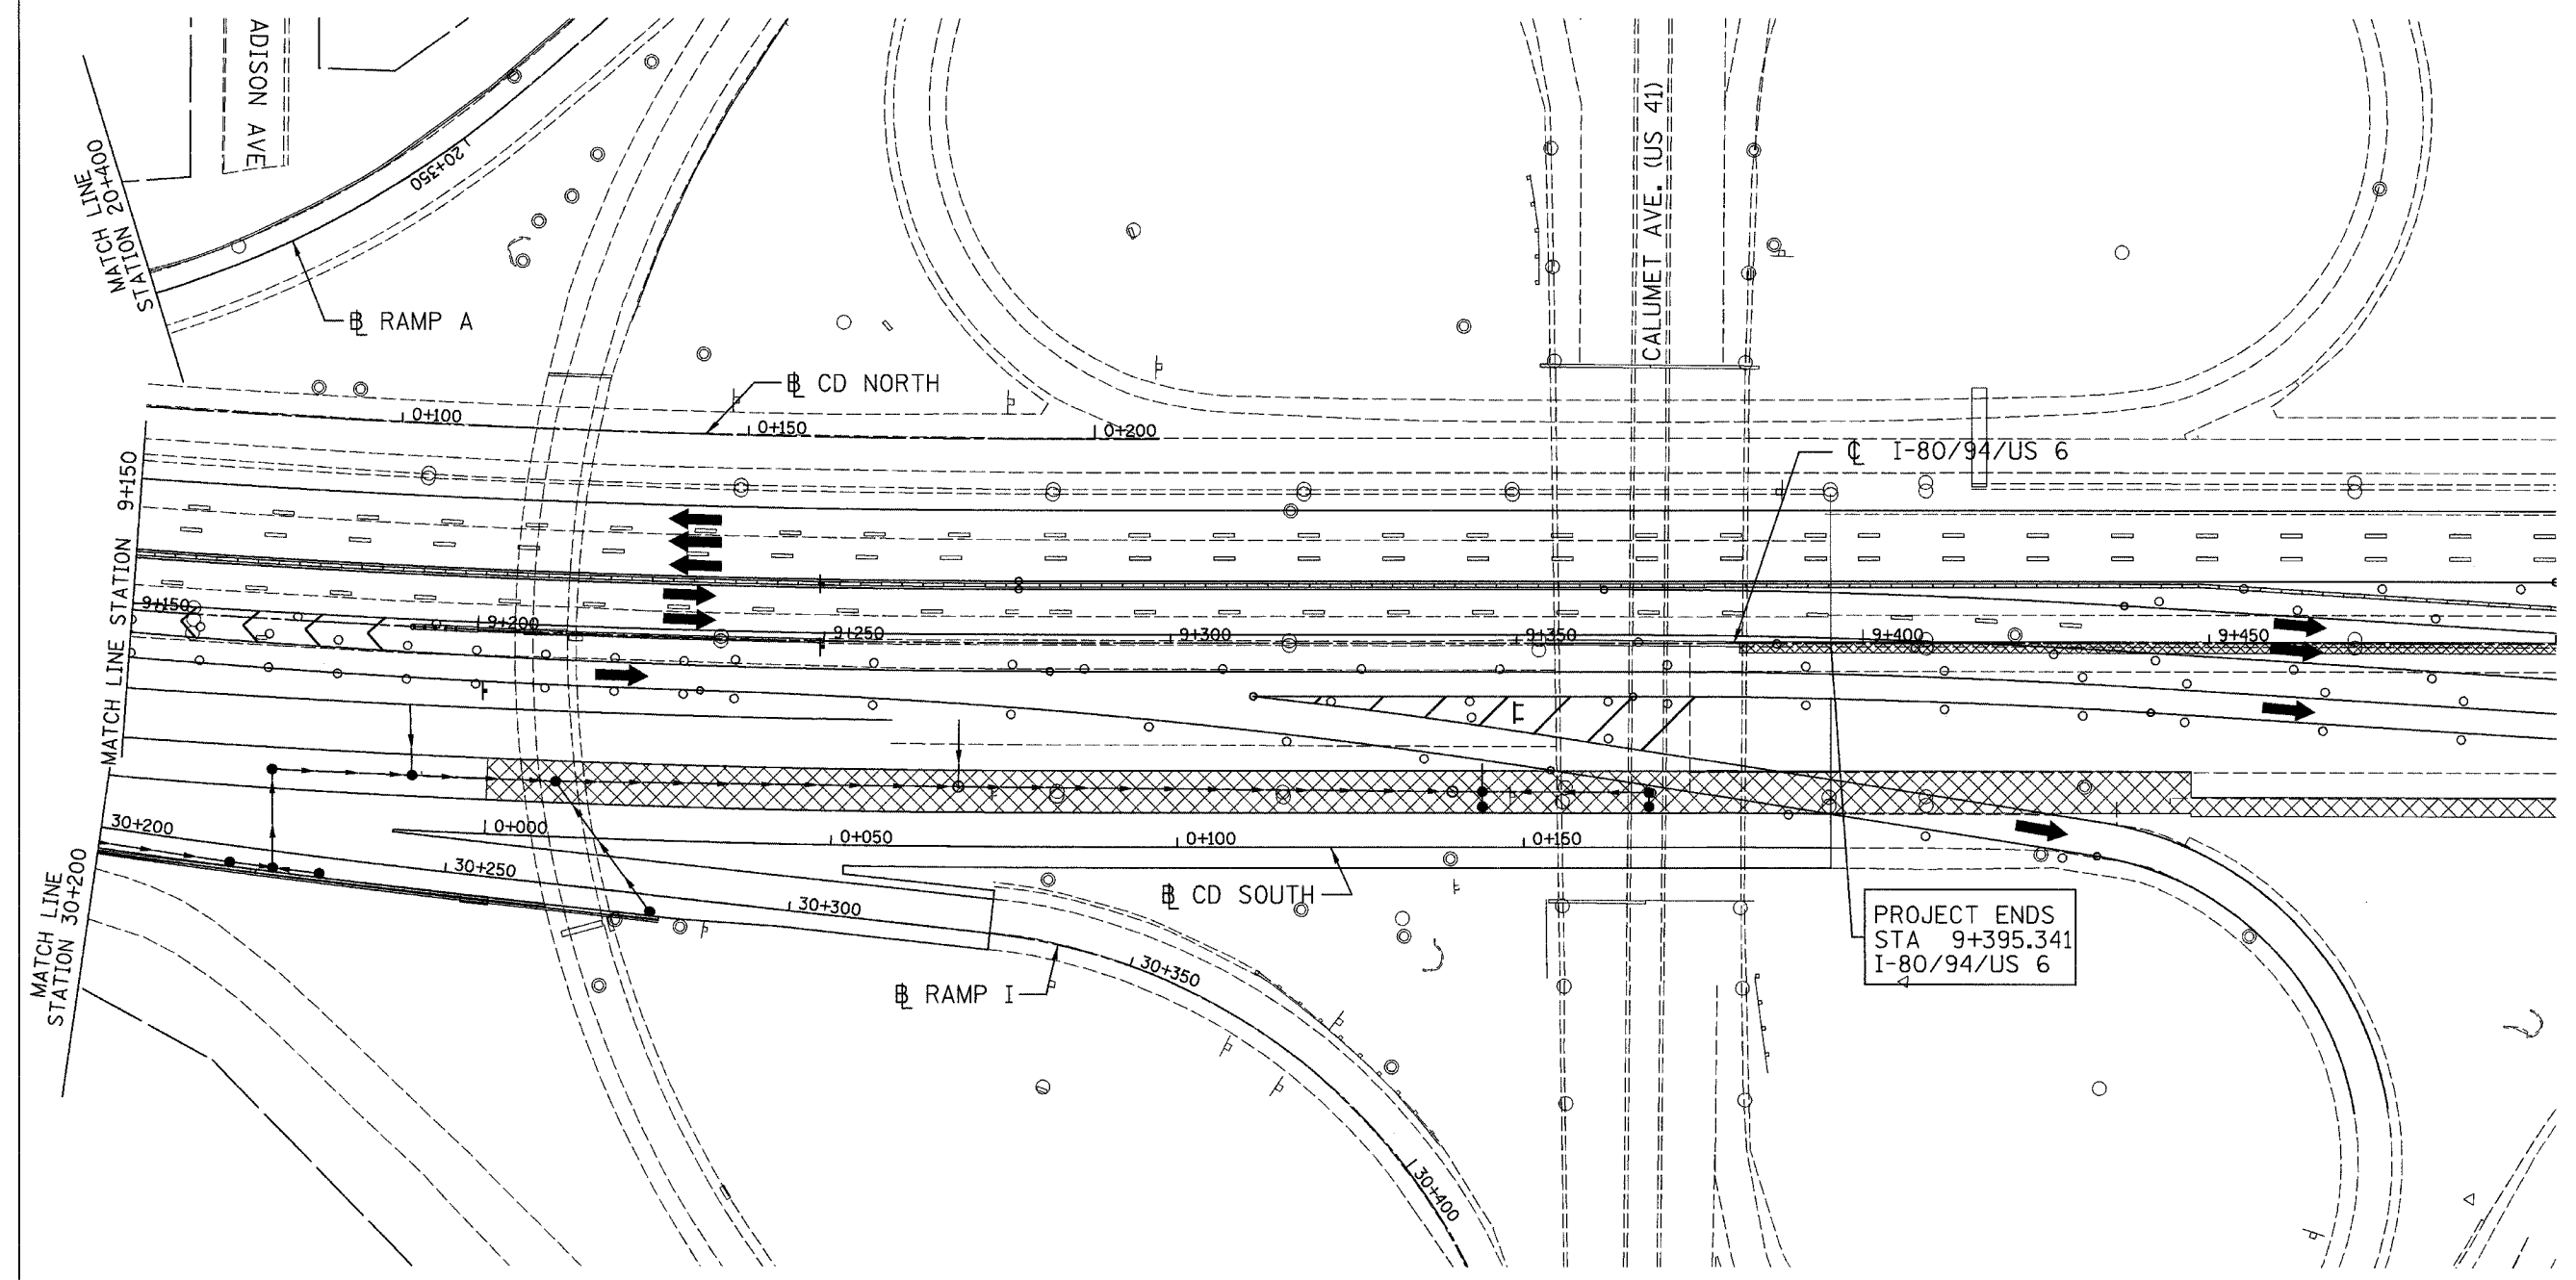 ADISON AVE
MATCH LINE
STATION 20+400
20+350
℄ RAMP A
CALUMET AVE. (US 41)
℄ CD NORTH
0+100
0+150
0+200
℄ I-80/94/US 6
MATCH LINE STATION 9+150
9+150
9+200
9+250
9+300
9+350
9+400
9+450
30+200
0+000
0+050
0+100
0+150
30+250
30+300
℄ CD SOUTH
MATCH LINE
STATION 30+200
30+350
℄ RAMP I
30+400
PROJECT ENDS
STA 9+395.341
I-80/94/US 6